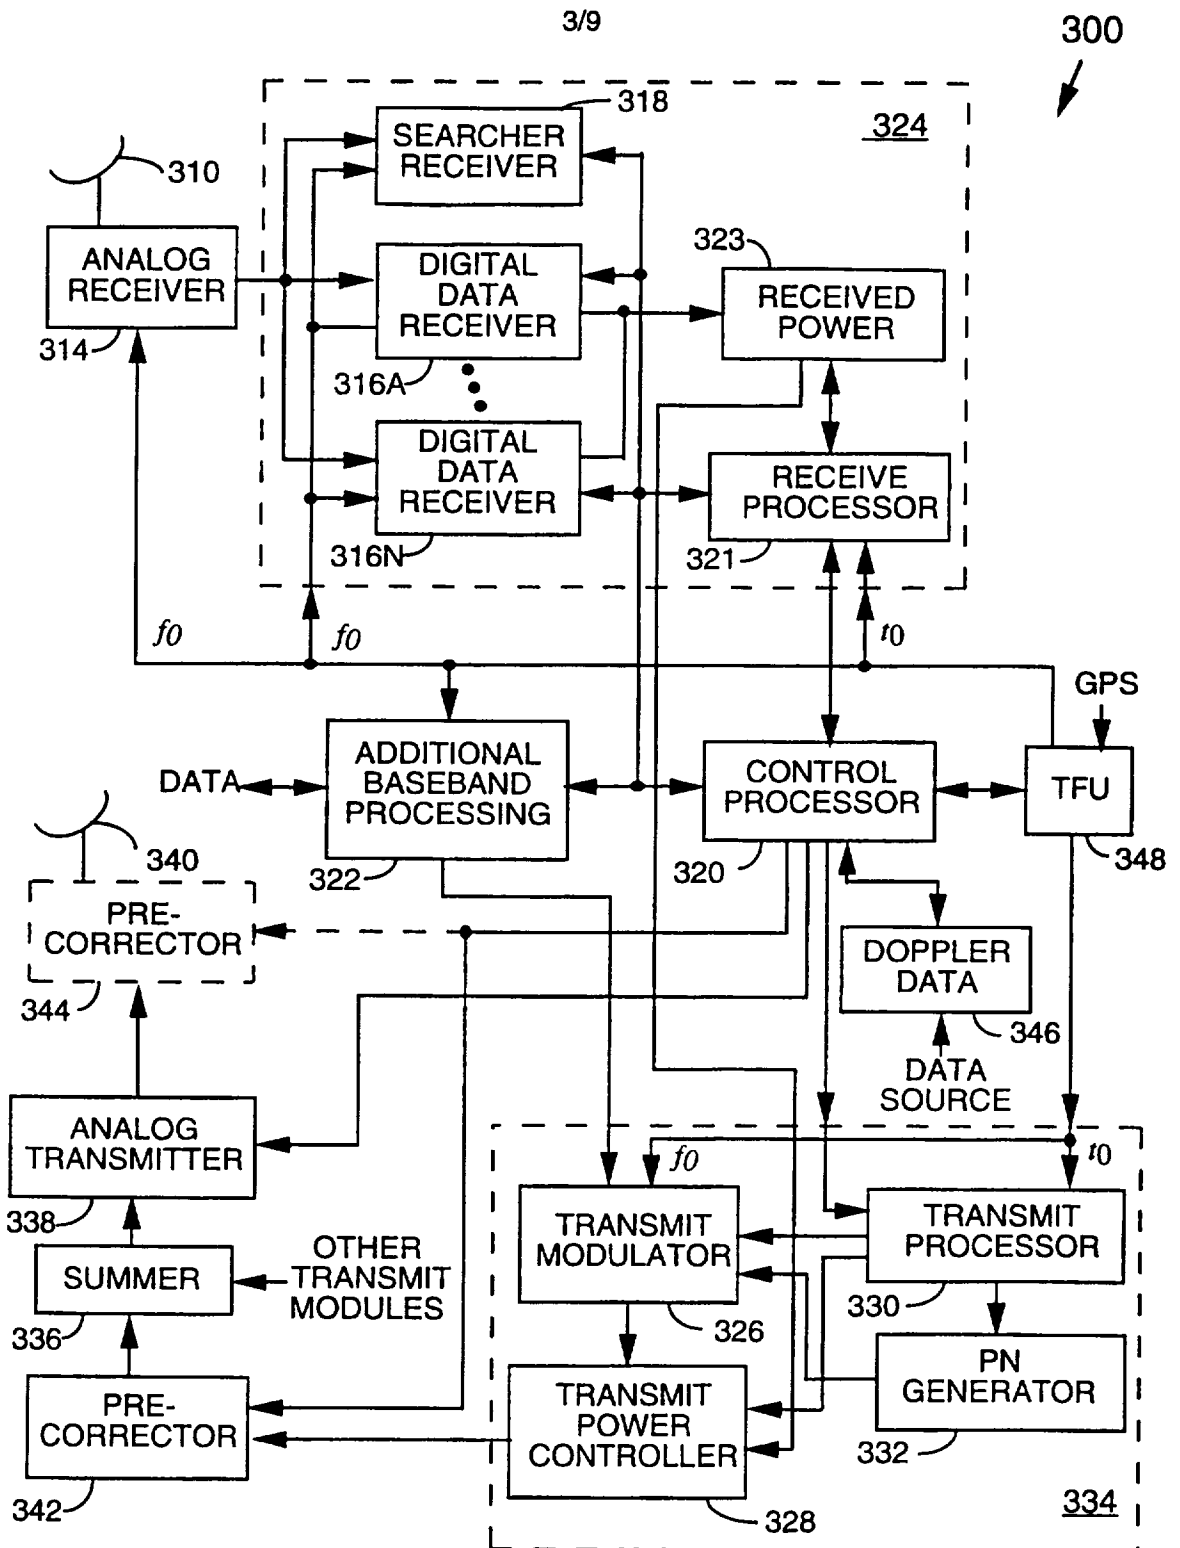 3/9
300
324
318
SEARCHER
RECEIVER
310
ANALOG
RECEIVER
314
DIGITAL
DATA
RECEIVER
316A
323
RECEIVED
POWER
DIGITAL
DATA
RECEIVER
316N
RECEIVE
PROCESSOR
321
f0
f0
t0
GPS
DATA
ADDITIONAL
BASEBAND
PROCESSING
322
CONTROL
PROCESSOR
320
TFU
348
340
PRE-
CORRECTOR
344
DOPPLER
DATA
346
DATA
SOURCE
ANALOG
TRANSMITTER
338
f0
t0
TRANSMIT
MODULATOR
326
TRANSMIT
PROCESSOR
330
SUMMER
336
OTHER
TRANSMIT
MODULES
PRE-
CORRECTOR
342
TRANSMIT
POWER
CONTROLLER
328
PN
GENERATOR
332
334